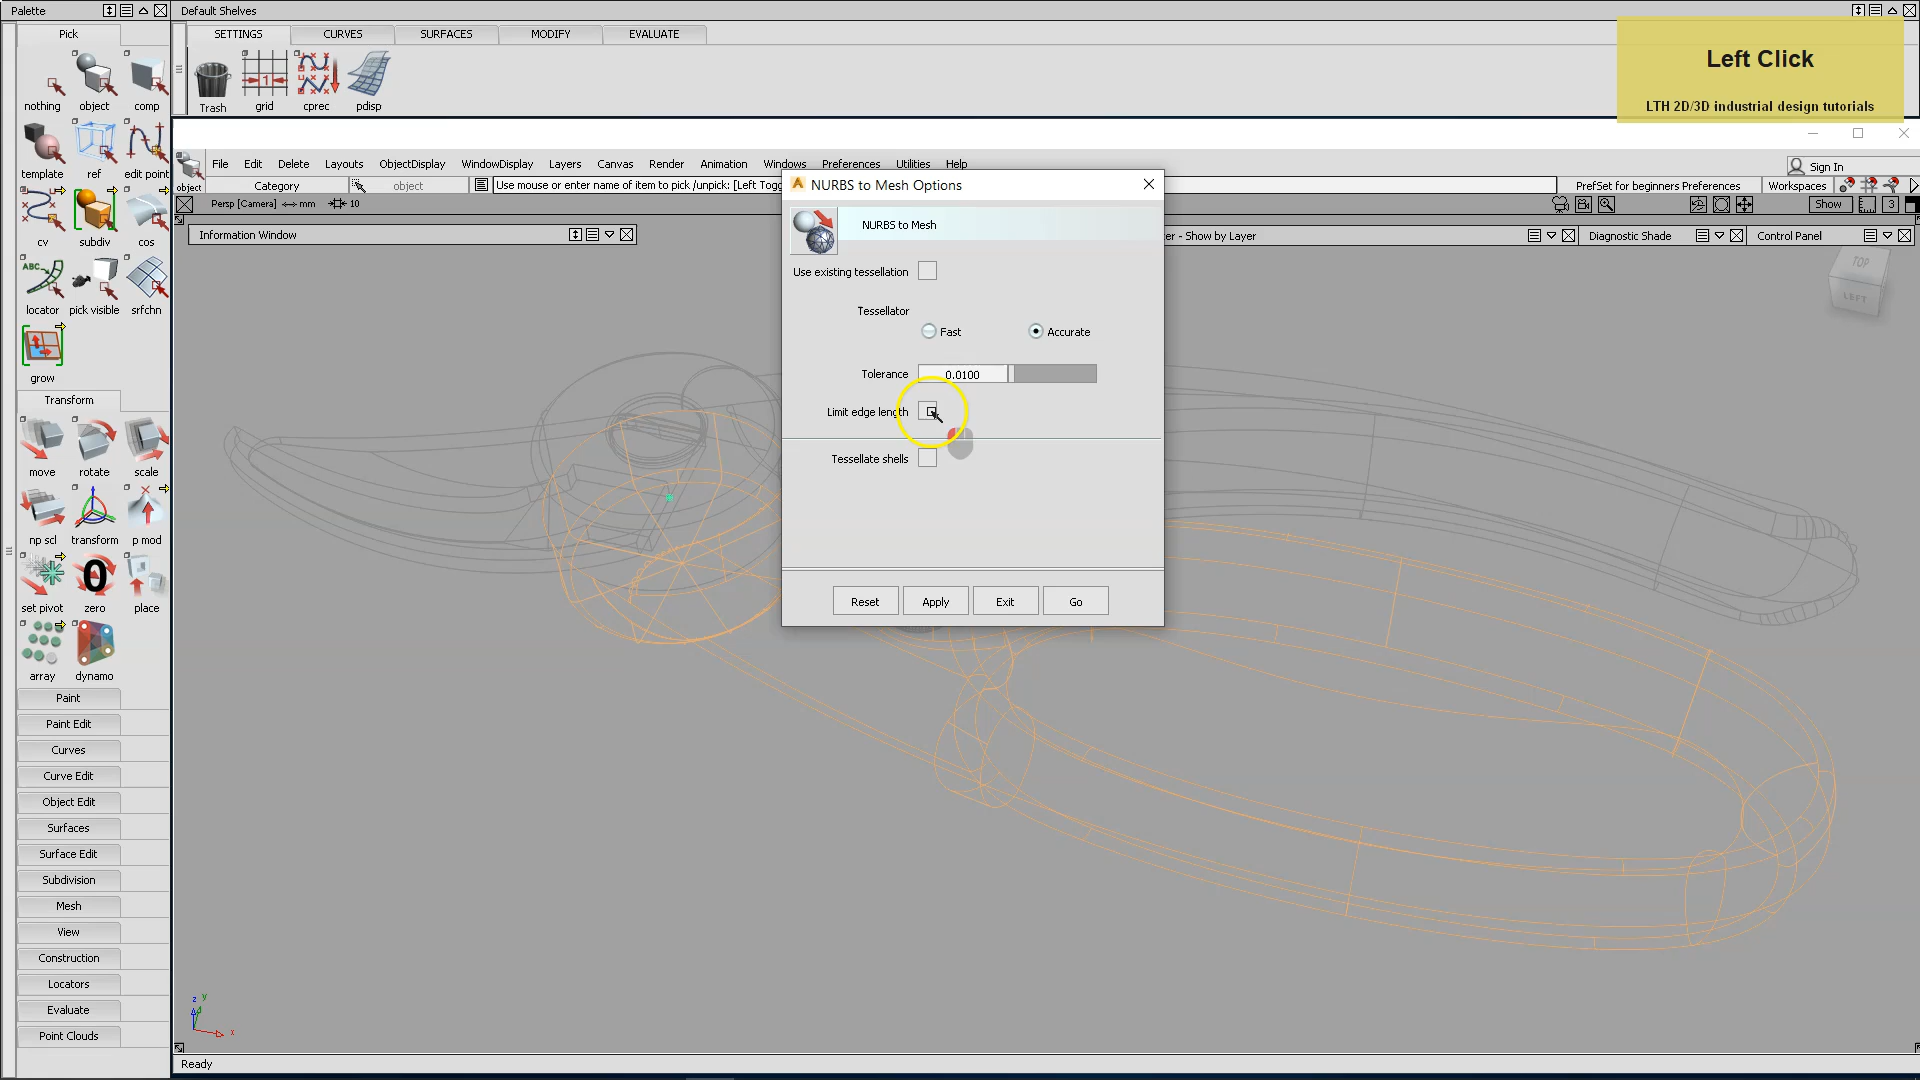 Palette
Default Shelves
Pick
SETTINGS CURVES SURFACES MODIFY EVALUATE
Left Click
LTH 2D/3D industrial design tutorials
nothing object comp
Trash grid cprec pdisp
template ref edit point
File Edit Delete Layouts ObjectDisplay WindowDisplay Layers Canvas Render Animation Windows Preferences Utilities Help
Sign In
object
Category object Use mouse or enter name of item to pick /unpick: [Left Togg
PrefSet for beginners Preferences Workspaces
Persp [Camera] mm 10
Show 3
cv subdiv cos
Information Window
er - Show by Layer
Diagnostic Shade
Control Panel
TOP
LEFT
ABC
locator pick visible srfchn
grow
NURBS to Mesh Options
NURBS to Mesh
Use existing tessellation
Tessellator
Fast Accurate
Tolerance 0.0100
Limit edge length
Tessellate shells
Reset Apply Exit Go
Transform
move rotate scale
np scl transform p mod
0
set pivot zero place
array dynamo
Paint
Paint Edit
Curves
Curve Edit
Object Edit
Surfaces
Surface Edit
Subdivision
Mesh
View
Construction
Locators
Evaluate
Point Clouds
z y
x
Ready